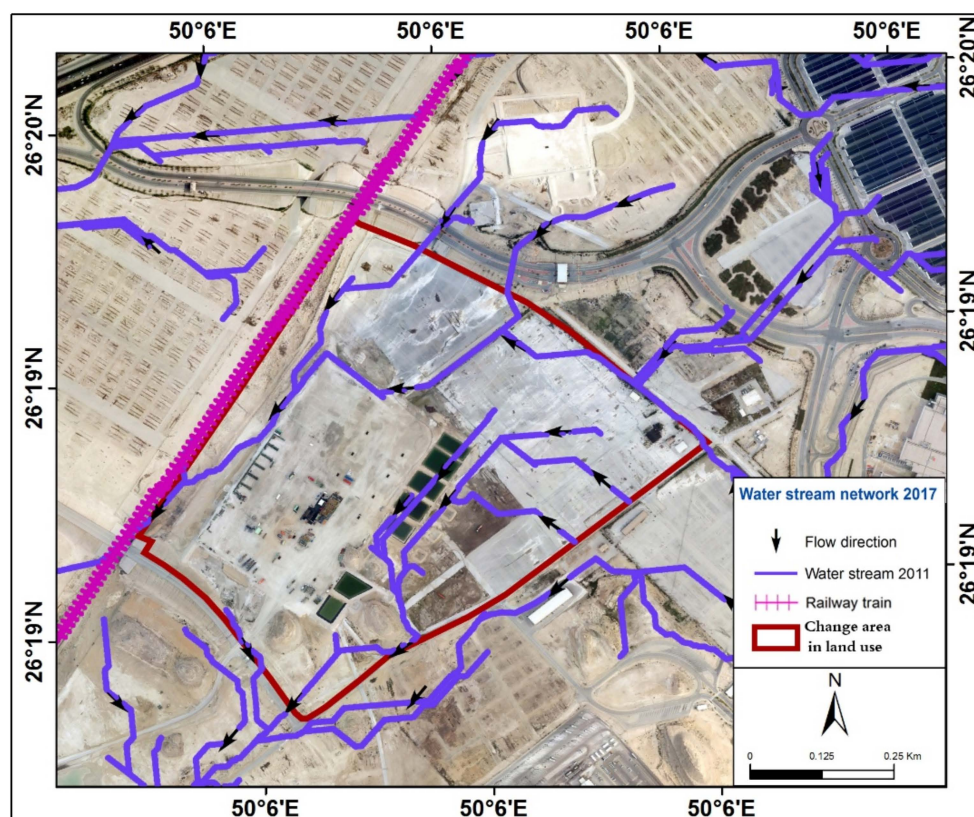 50°6'E 50°6'E 50°6'E 50°6'E
26°20'N
26°20'N
26°19'N
26°19'N
26°19'N
26°19'N
Water stream network 2017
Flow direction
Water stream 2011
Railway train
Change area
in land use
N
0 0.125 0.25 Km
50°6'E 50°6'E 50°6'E